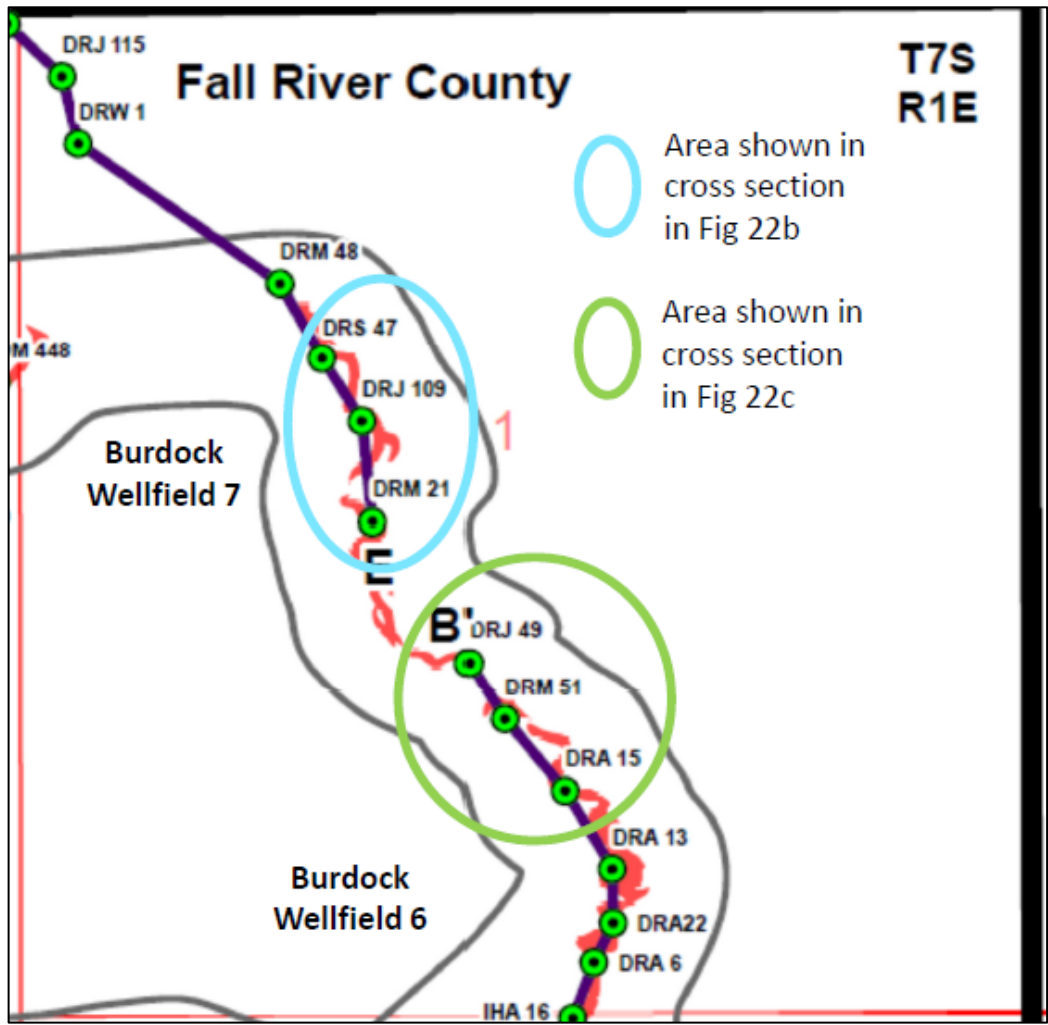 DRJ 115
Fall River County
T7S
R1E
DRW 1
Area shown in
cross section
in Fig 22b
DRM 48
DRS 47
Area shown in
cross section
in Fig 22c
M 448
DRJ 109
1
Burdock
Wellfield 7
DRM 21
E
B'
DRJ 49
DRM 51
DRA 15
DRA 13
Burdock
Wellfield 6
DRA22
DRA 6
IHA 16